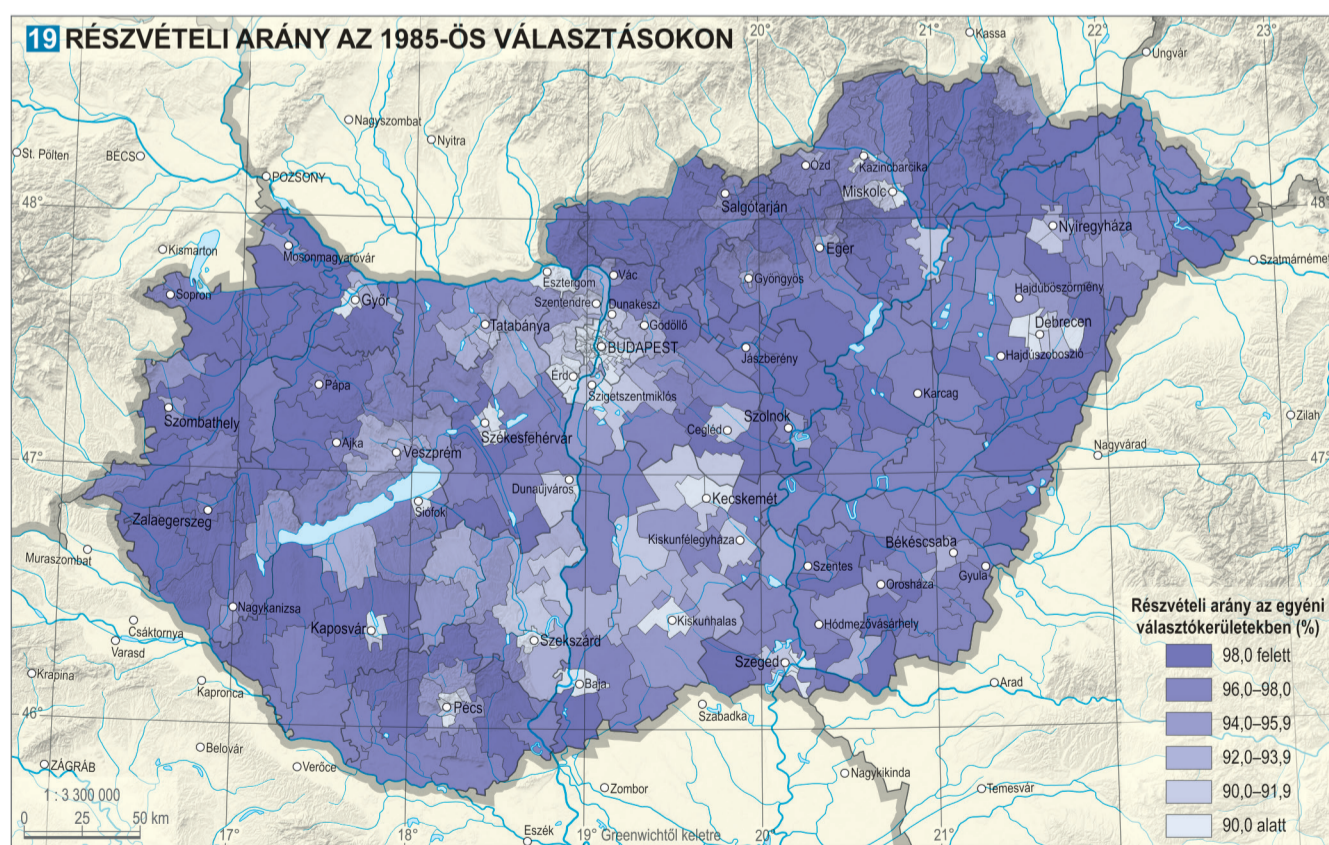 19 RÉSZVÉTELI ARÁNY AZ 1985-ÖS VÁLASZTÁSOKON
20°
21°
22°
23°
Kassa
Ungvár
Nagyszombat
Nyitra
St. Pölten
BÉCS
POZSONY
Ózd
Kazincbarcika
Miskolc
Salgótarján
48°
48°
Nyíregyháza
Kismarton
Mosonmagyaróvár
Eger
Szatmárnémeti
Sopron
Győr
Esztergom
Vác
Gyöngyös
Szentendre
Dunakeszi
Hajdúböszörmény
Tatabánya
Gödöllő
Debrecen
BUDAPEST
Jászberény
Hajdúszoboszló
Pápa
Érd
Szigetszentmiklós
Karcag
Szombathely
Székesfehérvár
Cegléd
Szolnok
Zilah
Ajka
Veszprém
Nagyvárad
47°
47°
Dunaújváros
Kecskemét
Siófok
Zalaegerszeg
Kiskunfélegyháza
Békéscsaba
Muraszombat
Szentes
Gyula
Orosháza
Nagykanizsa
Csáktornya
Kaposvár
Kiskunhalas
Hódmezővásárhely
Varasd
Szekszárd
Szeged
Krapina
Kapronca
Baja
Arad
Pécs
Szabadka
46°
46°
Belovár
ZÁGRÁB
Verőce
Nagykikinda
Zombor
Temesvár
Eszék
Részvételi arány az egyéni
választókerületekben (%)
98,0 felett
96,0–98,0
94,0–95,9
92,0–93,9
90,0–91,9
90,0 alatt
1 : 3 300 000
0 25 50 km
17°
18°
19° Greenwichtől keletre
20°
21°